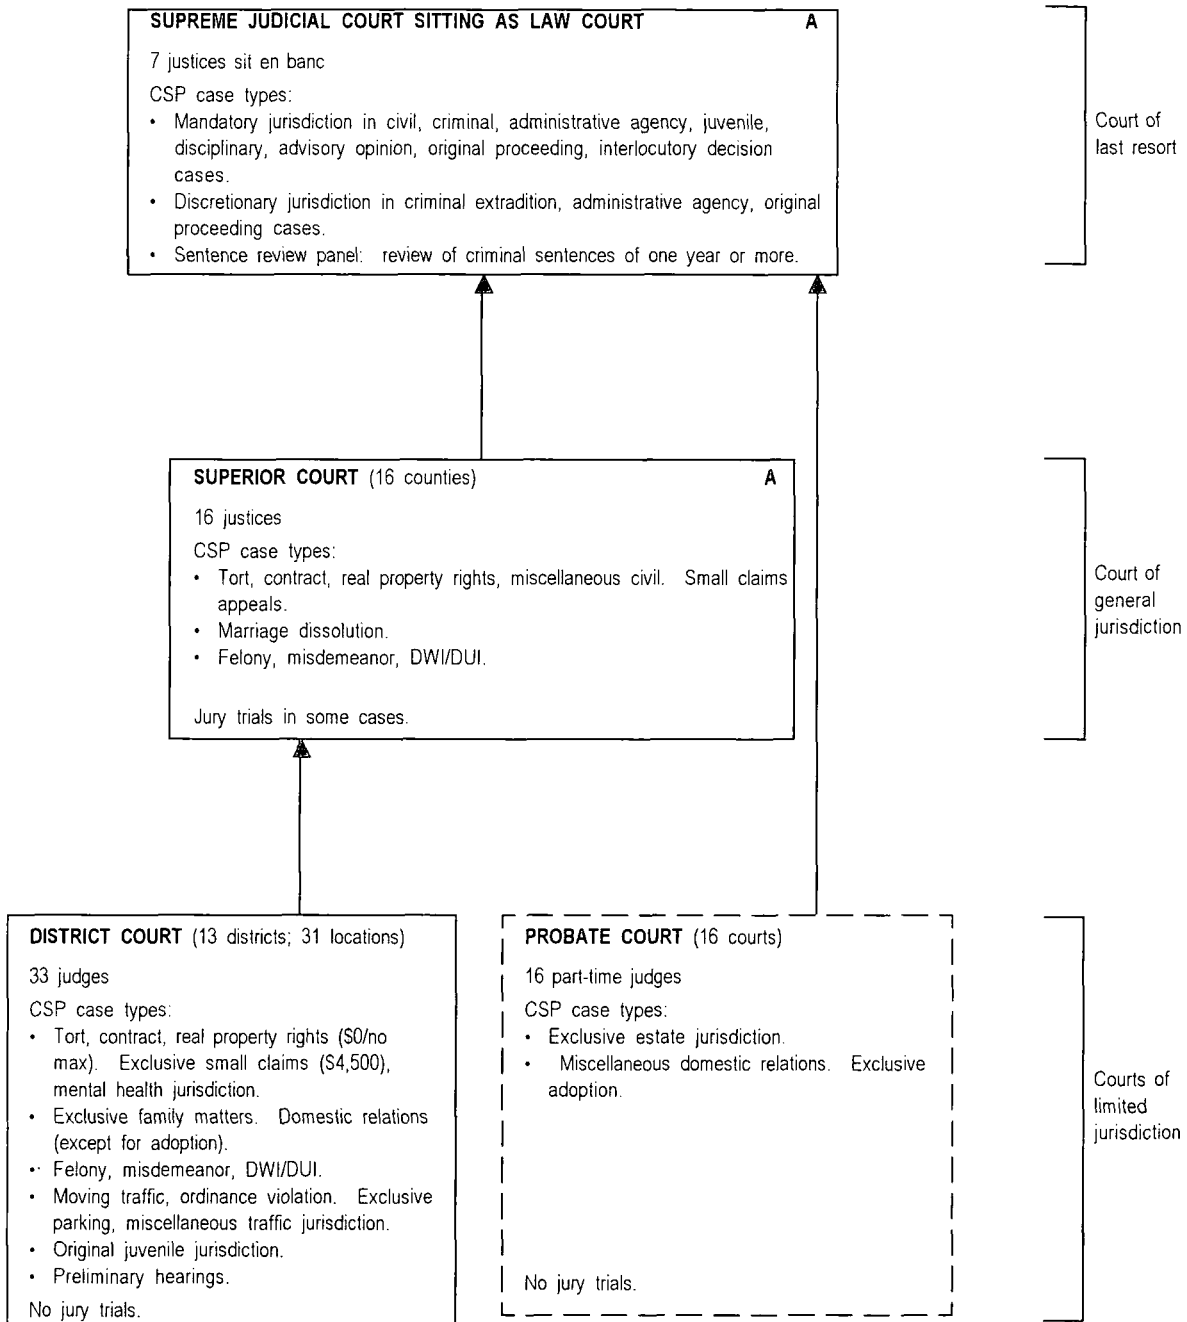 SUPREME JUDICIAL COURT SITTING AS LAW COURT A
7 justices sit en banc
CSP case types:
• Mandatory jurisdiction in civil, criminal, administrative agency, juvenile,
disciplinary, advisory opinion, original proceeding, interlocutory decision
cases.
• Discretionary jurisdiction in criminal extradition, administrative agency, original
proceeding cases.
• Sentence review panel: review of criminal sentences of one year or more.
Court of
last resort
SUPERIOR COURT (16 counties) A
16 justices
CSP case types:
• Tort, contract, real property rights, miscellaneous civil. Small claims
appeals.
• Marriage dissolution.
• Felony, misdemeanor, DWI/DUI.
Jury trials in some cases.
Court of
general
jurisdiction
DISTRICT COURT (13 districts; 31 locations)
33 judges
CSP case types:
• Tort, contract, real property rights ($0/no
max). Exclusive small claims ($4,500),
mental health jurisdiction.
• Exclusive family matters. Domestic relations
(except for adoption).
• Felony, misdemeanor, DWI/DUI.
• Moving traffic, ordinance violation. Exclusive
parking, miscellaneous traffic jurisdiction.
• Original juvenile jurisdiction.
• Preliminary hearings.
No jury trials.
PROBATE COURT (16 courts)
16 part-time judges
CSP case types:
• Exclusive estate jurisdiction.
• Miscellaneous domestic relations. Exclusive
adoption.
No jury trials.
Courts of
limited
jurisdiction